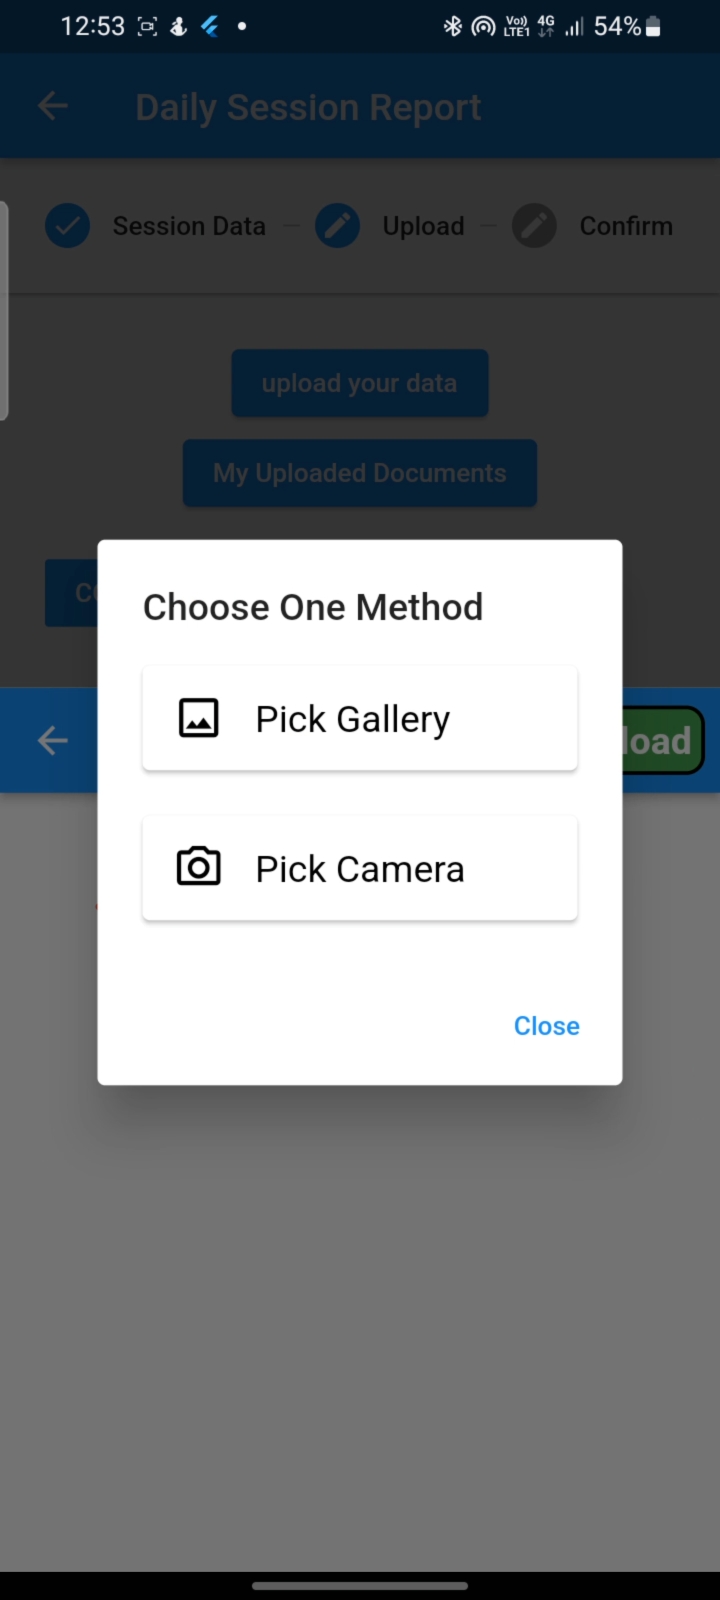 12:53 Vo) LTE1 4G 54%
Daily Session Report
Session Data Upload Confirm
upload your data
My Uploaded Documents
Choose One Method
Pick Gallery
Pick Camera
Close